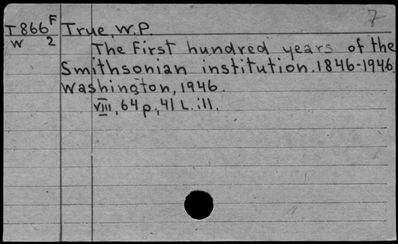 7
T866 F True, W.P.
W 2
The first hundred years of the
Smithsonian institution. 1846-1946.
Washington, 1946.
VIII, 64 p., 41 L. ill.